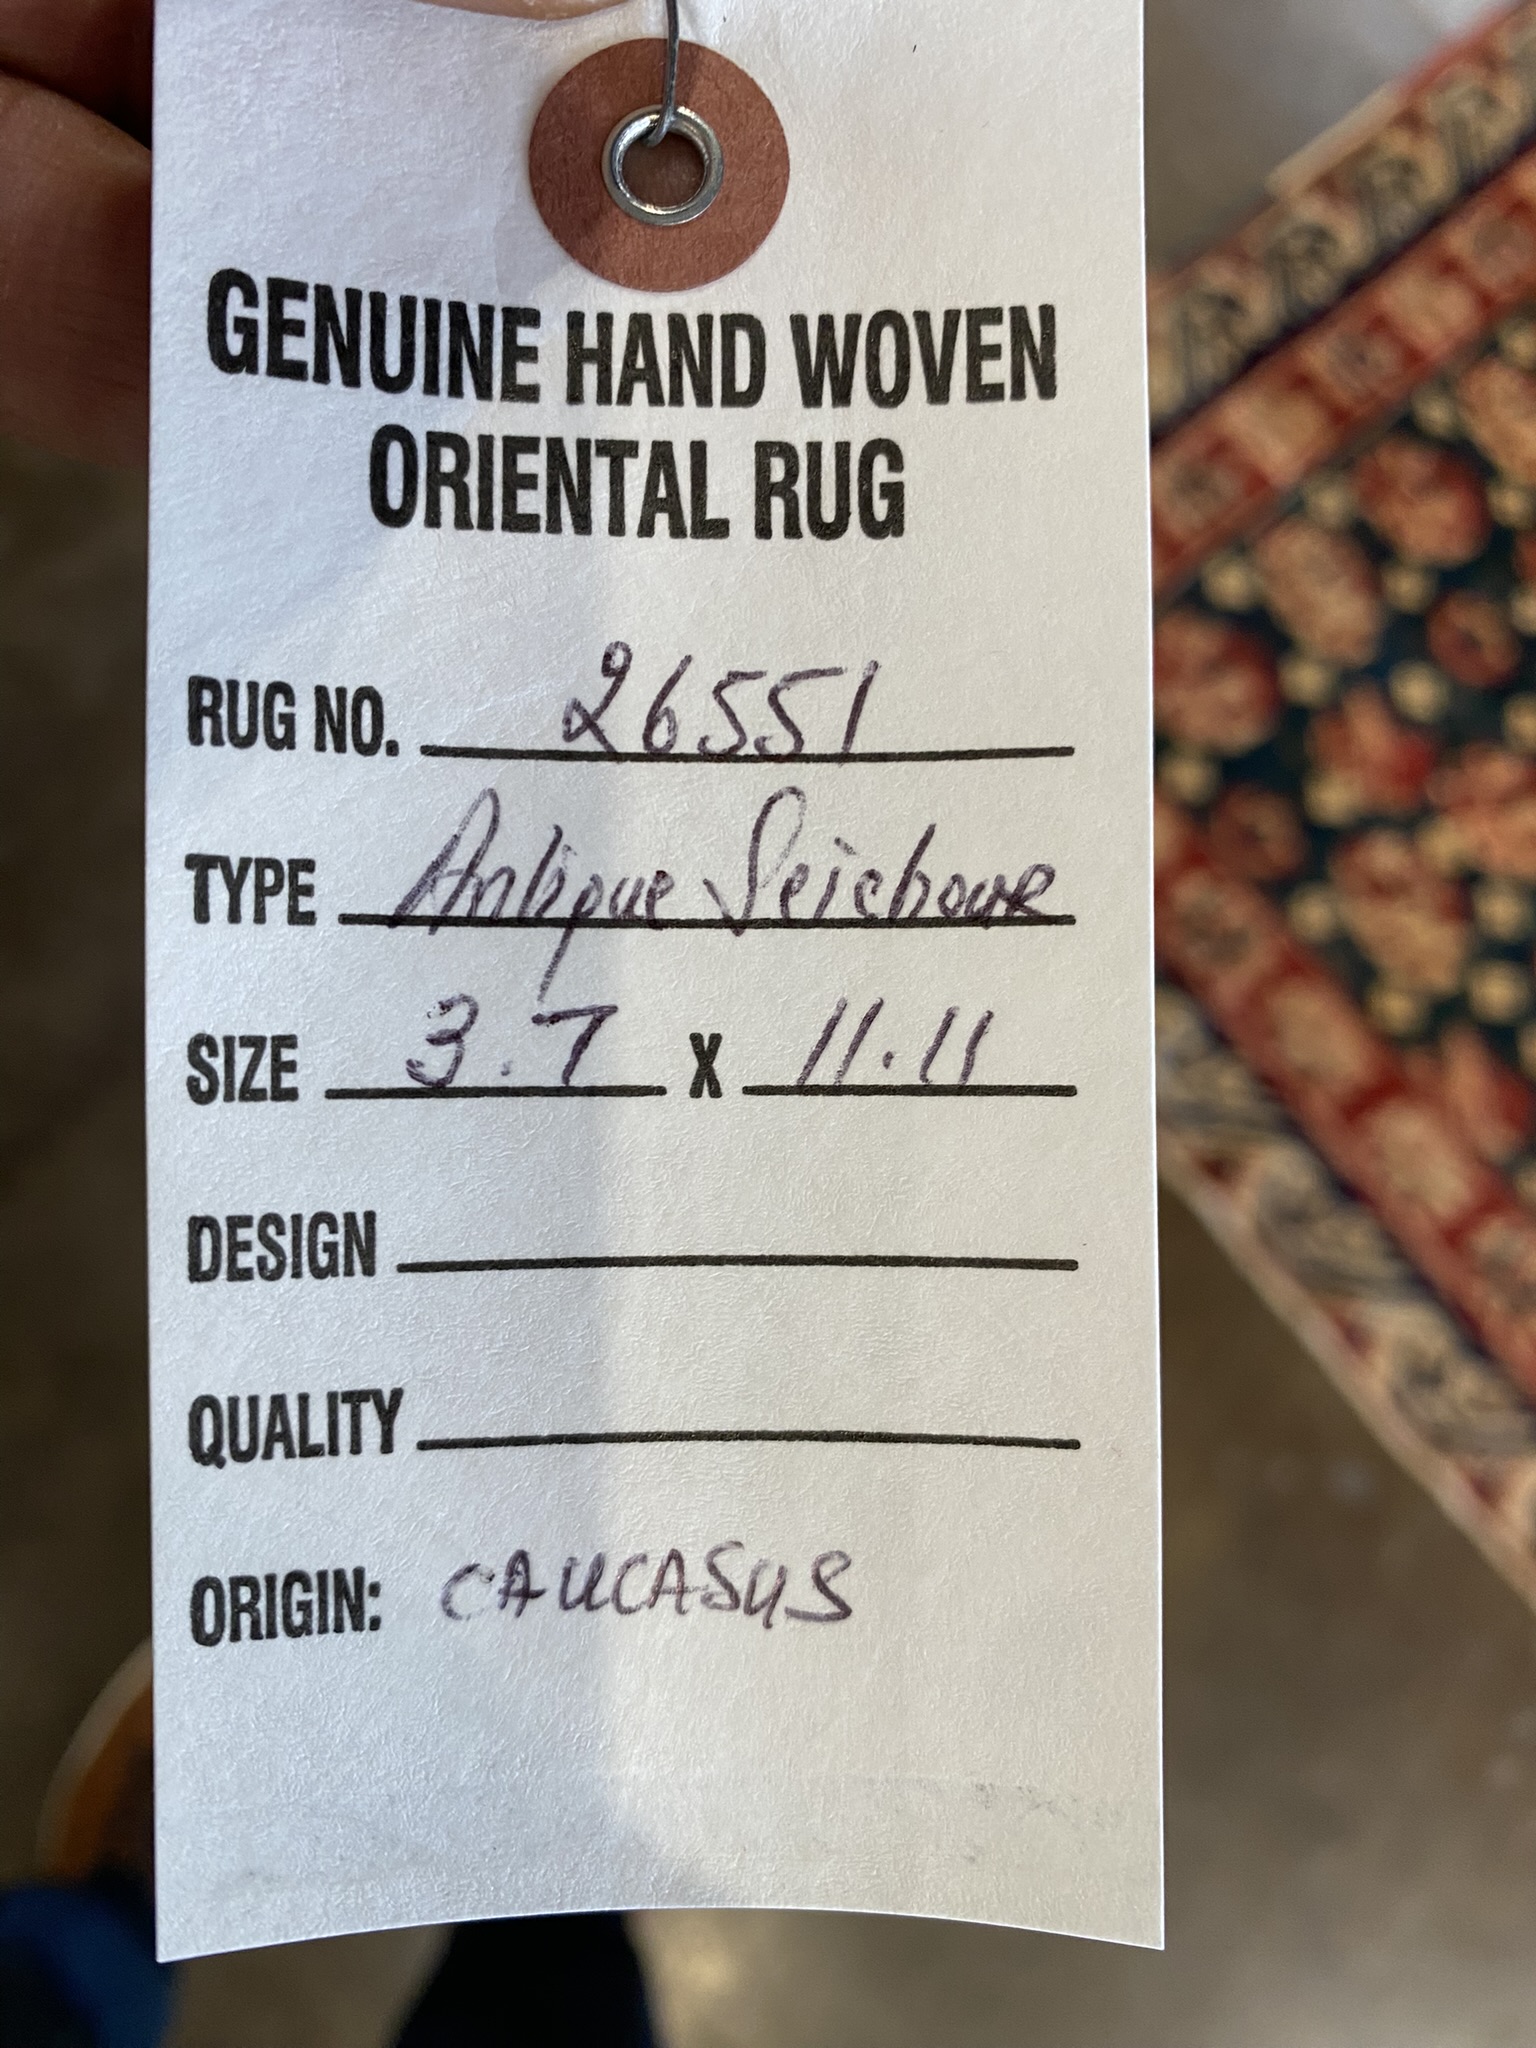 GENUINE HAND WOVEN
ORIENTAL RUG
RUG NO. 26551
TYPE Antique Seichour
SIZE 3.7 X 11.11
DESIGN
QUALITY
ORIGIN: CAUCASUS